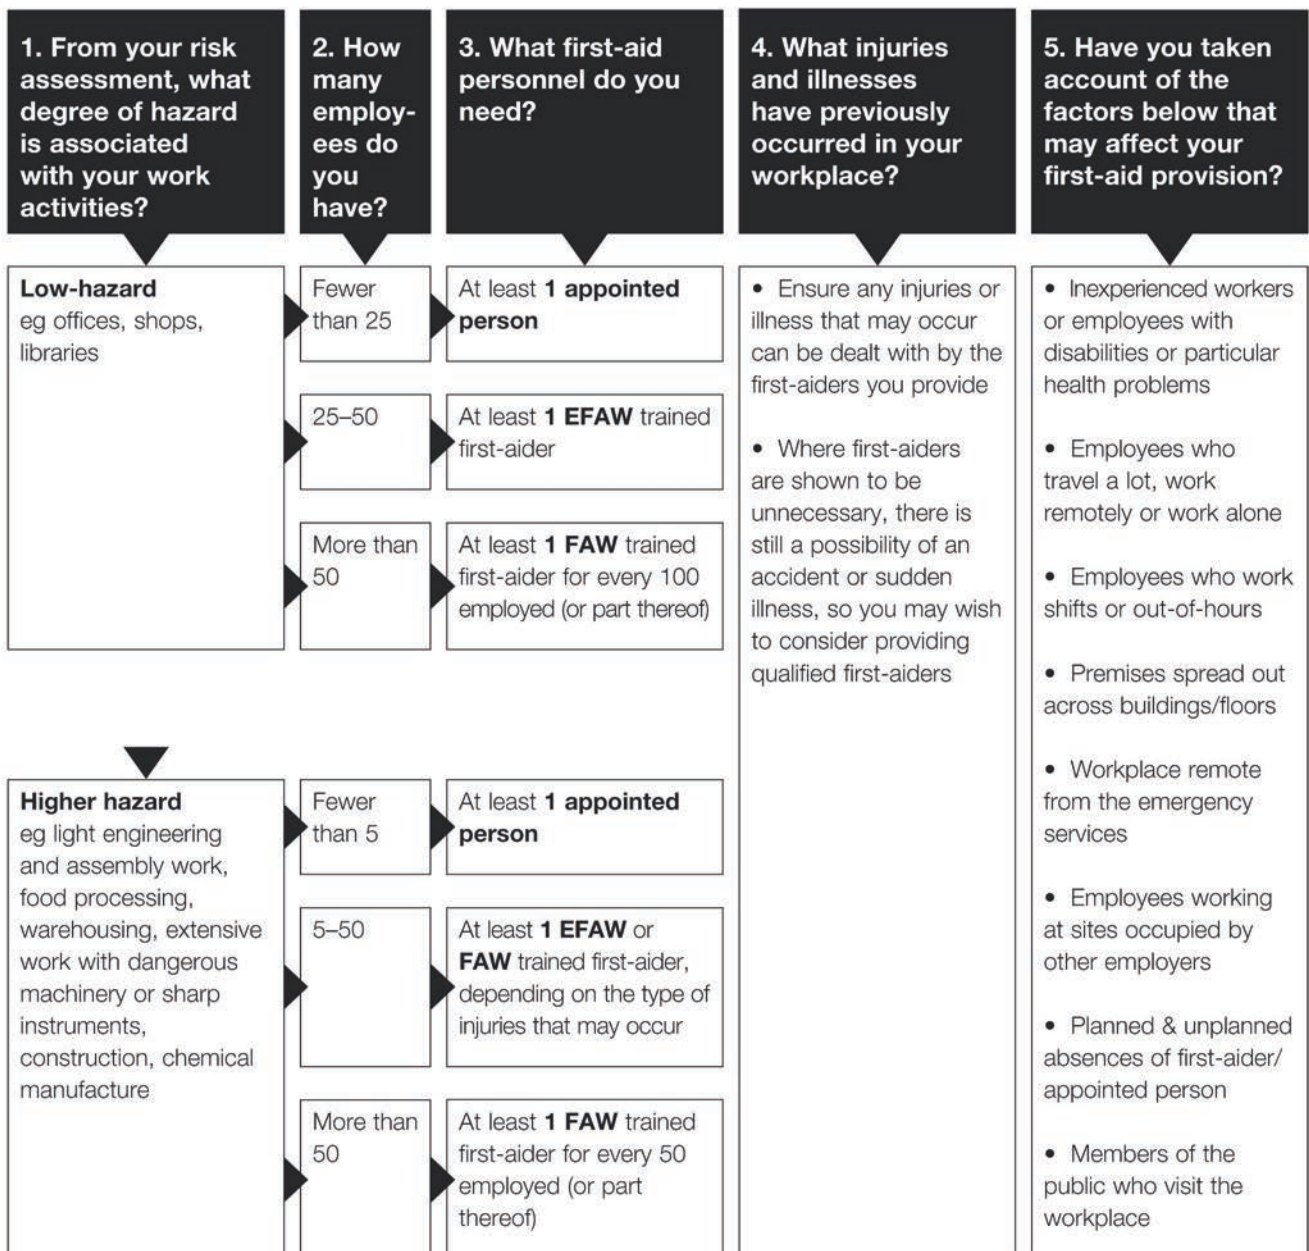 1. From your risk
assessment, what
degree of hazard
is associated
with your work
activities?
2. How
many
employ-
ees do
you
have?
3. What first-aid
personnel do you
need?
4. What injuries
and illnesses
have previously
occurred in your
workplace?
5. Have you taken
account of the
factors below that
may affect your
first-aid provision?
Low-hazard
eg offices, shops,
libraries
Fewer
than 25
At least 1 appointed
person
25–50
At least 1 EFAW trained
first-aider
More than
50
At least 1 FAW trained
first-aider for every 100
employed (or part thereof)
Higher hazard
eg light engineering
and assembly work,
food processing,
warehousing, extensive
work with dangerous
machinery or sharp
instruments,
construction, chemical
manufacture
Fewer
than 5
At least 1 appointed
person
5–50
At least 1 EFAW or
FAW trained first-aider,
depending on the type of
injuries that may occur
More than
50
At least 1 FAW trained
first-aider for every 50
employed (or part
thereof)
• Ensure any injuries or
illness that may occur
can be dealt with by the
first-aiders you provide
• Where first-aiders
are shown to be
unnecessary, there is
still a possibility of an
accident or sudden
illness, so you may wish
to consider providing
qualified first-aiders
• Inexperienced workers
or employees with
disabilities or particular
health problems
• Employees who
travel a lot, work
remotely or work alone
• Employees who work
shifts or out-of-hours
• Premises spread out
across buildings/floors
• Workplace remote
from the emergency
services
• Employees working
at sites occupied by
other employers
• Planned & unplanned
absences of first-aider/
appointed person
• Members of the
public who visit the
workplace